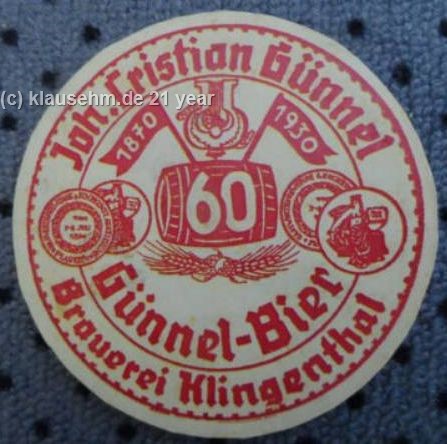 (c) klausehm.de 21 year
Joh. Cristian Günnel
1870
1930
60
Günnel-Bier
Brauerei Klingenthal